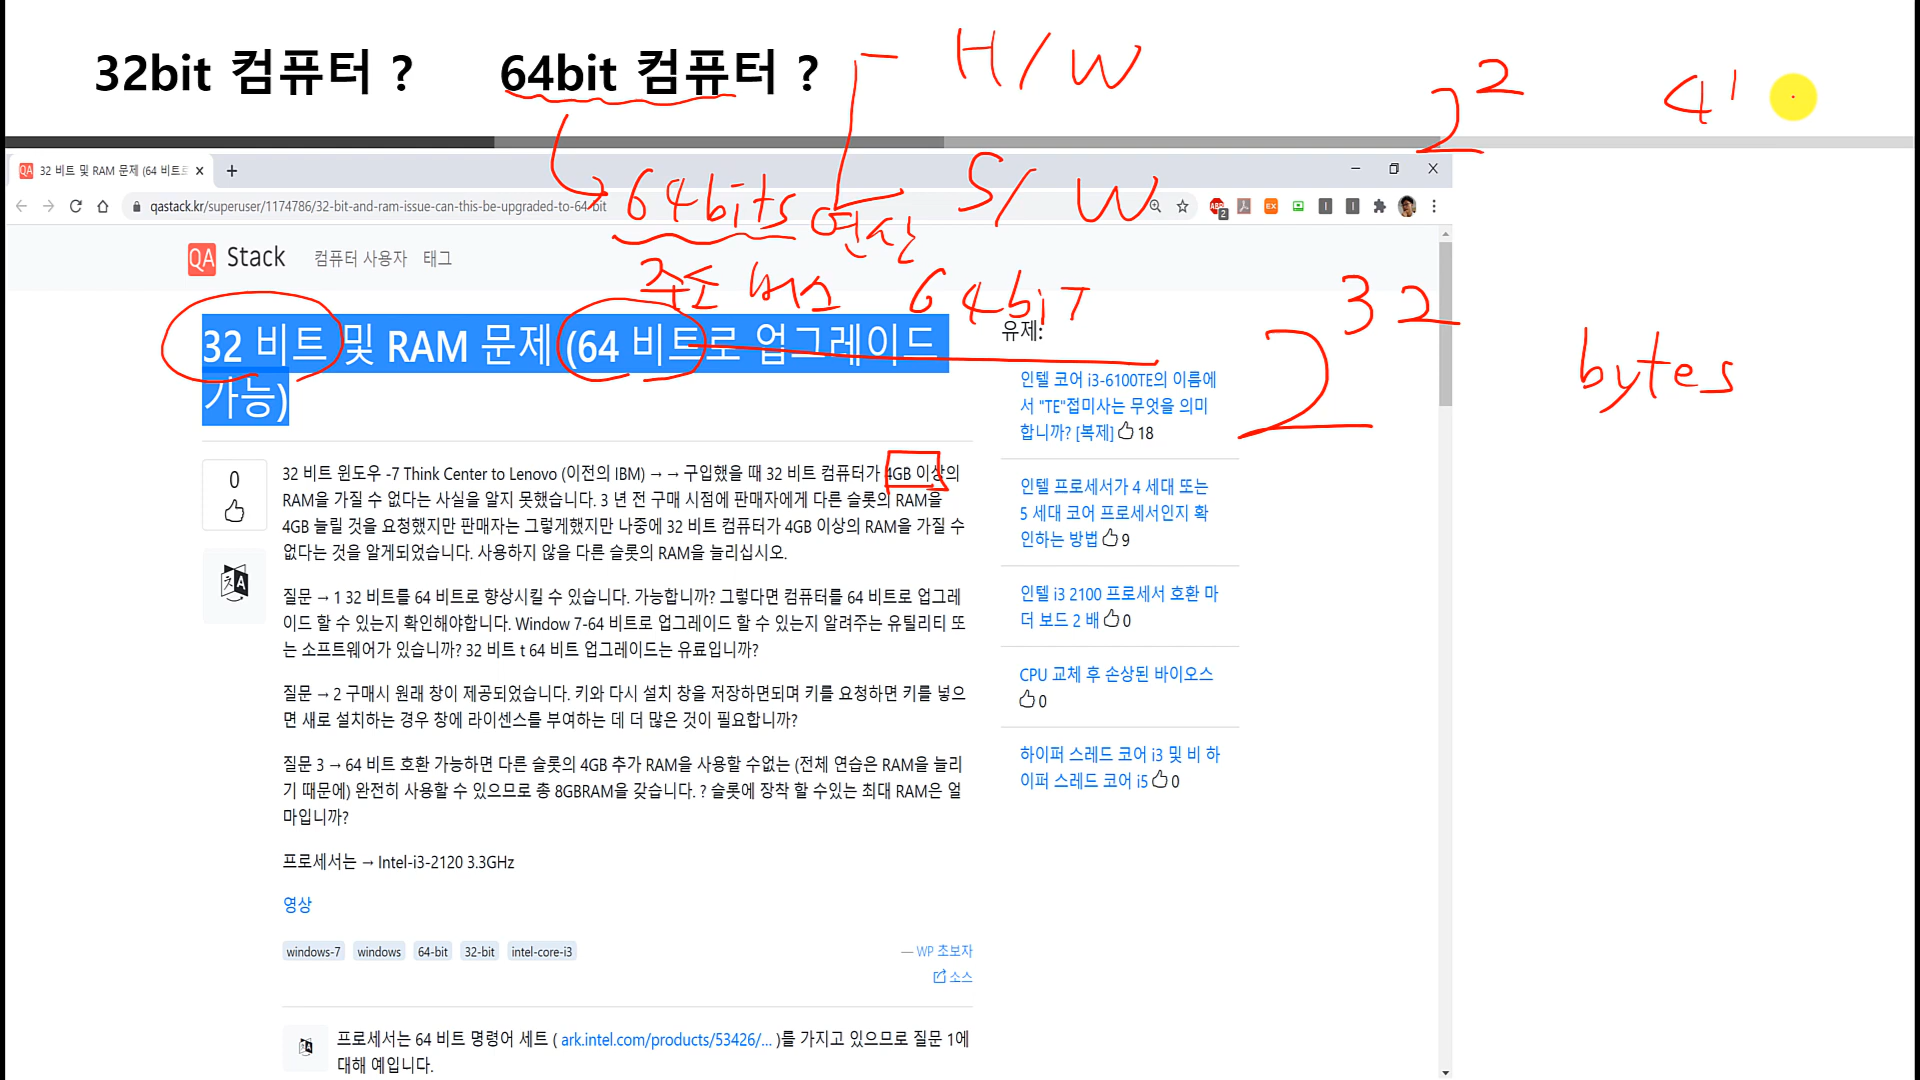 32bit 컴퓨터 ? 64bit 컴퓨터 ?
H/W
2²
4
32 비트 및 RAM 문제 (64 비트로
qastack.kr/superuser/1174786/32-bit-and-ram-issue-can-this-be-upgraded-to-64-bit
64bits 연산
S/W
주소 버스 64bit
QA Stack 컴퓨터 사용자 태그
32 비트 및 RAM 문제 (64 비트로 업그레이드
가능)
2³²
bytes
0
32 비트 윈도우 -7 Think Center to Lenovo (이전의 IBM) → → 구입했을 때 32 비트 컴퓨터가 4GB 이상의
RAM을 가질 수 없다는 사실을 알지 못했습니다. 3 년 전 구매 시점에 판매자에게 다른 슬롯의 RAM을
4GB 늘릴 것을 요청했지만 판매자는 그렇게했지만 나중에 32 비트 컴퓨터가 4GB 이상의 RAM을 가질 수
없다는 것을 알게되었습니다. 사용하지 않을 다른 슬롯의 RAM을 늘리십시오.
질문 → 1 32 비트를 64 비트로 향상시킬 수 있습니다. 가능합니까? 그렇다면 컴퓨터를 64 비트로 업그레
이드 할 수 있는지 확인해야합니다. Window 7-64 비트로 업그레이드 할 수 있는지 알려주는 유틸리티 또
는 소프트웨어가 있습니까? 32 비트 t 64 비트 업그레이드는 유료입니까?
질문 → 2 구매시 원래 창이 제공되었습니다. 키와 다시 설치 창을 저장하면되며 키를 요청하면 키를 넣으
면 새로 설치하는 경우 창에 라이센스를 부여하는 데 더 많은 것이 필요합니까?
질문 3 → 64 비트 호환 가능하면 다른 슬롯의 4GB 추가 RAM을 사용할 수없는 (전체 연습은 RAM을 늘리
기 때문에) 완전히 사용할 수 있으므로 총 8GBRAM을 갖습니다. ? 슬롯에 장착 할 수있는 최대 RAM은 얼
마입니까?
프로세서는 → Intel-i3-2120 3.3GHz
영상
windows-7 windows 64-bit 32-bit intel-core-i3
— WP 초보자
소스
프로세서는 64 비트 명령어 세트 ( ark.intel.com/products/53426/... )를 가지고 있으므로 질문 1에
대해 예입니다.
유제:
인텔 코어 i3-6100TE의 이름에
서 "TE"접미사는 무엇을 의미
합니까? [복제] 18
인텔 프로세서가 4 세대 또는
5 세대 코어 프로세서인지 확
인하는 방법 9
인텔 i3 2100 프로세서 호환 마
더 보드 2 배 0
CPU 교체 후 손상된 바이오스
0
하이퍼 스레드 코어 i3 및 비 하
이퍼 스레드 코어 i5 0